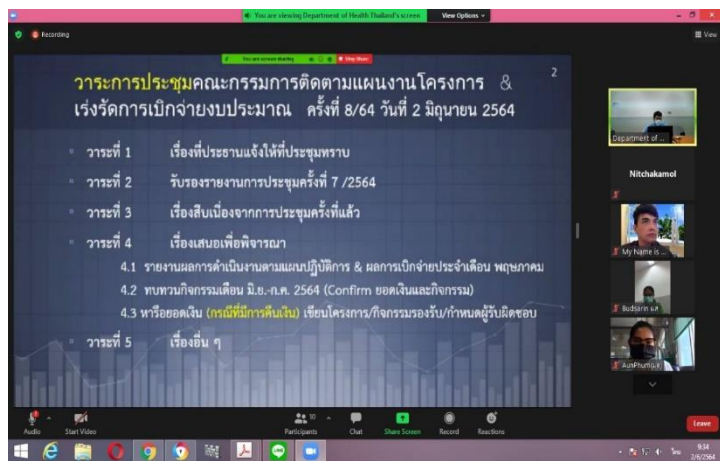 You are viewing Department of Health Thailand's screen View Options
Recording
View
You are screen sharing Stop Share
2
วาระการประชุมคณะกรรมการติดตามแผนงานโครงการ &
เร่งรัดการเบิกจ่ายงบประมาณ ครั้งที่ 8/64 วันที่ 2 มิถุนายน 2564
วาระที่ 1 เรื่องที่ประธานแจ้งให้ที่ประชุมทราบ
วาระที่ 2 รับรองรายงานการประชุมครั้งที่ 7 /2564
วาระที่ 3 เรื่องสืบเนื่องจากการประชุมครั้งที่แล้ว
วาระที่ 4 เรื่องเสนอเพื่อพิจารณา
4.1 รายงานผลการดำเนินงานตามแผนปฏิบัติการ & ผลการเบิกจ่ายประจำเดือน พฤษภาคม
4.2 ทบทวนกิจกรรมเดือน มิ.ย.-ก.ค. 2564 (Confirm ยอดเงินและกิจกรรม)
4.3 หารือยอดเงิน (กรณีที่มีการคืนเงิน) เขียนโครงการ/กิจกรรมรองรับ/กำหนดผู้รับผิดชอบ
วาระที่ 5 เรื่องอื่น ๆ
Department of ...
Nitchakamol
My Name is ...
Budsarin
Audio
Start Video
Participants
10
Chat
Share Screen
Record
Reactions
Leave
ไทย
9:34
2/6/2564